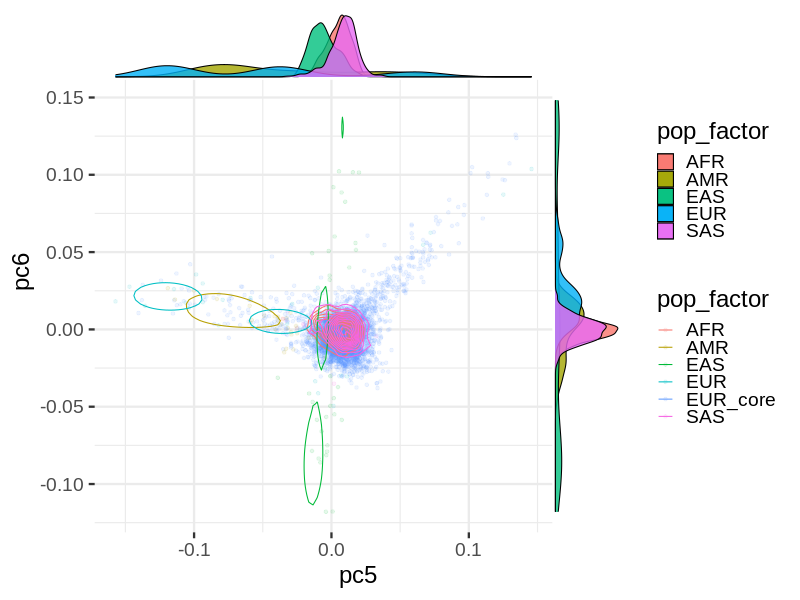 0.15
0.10
0.05
0.00
-0.05
-0.10
pc6
-0.1
0.0
0.1
pc5
pop_factor
AFR
AMR
EAS
EUR
SAS
pop_factor
AFR
AMR
EAS
EUR
EUR_core
SAS